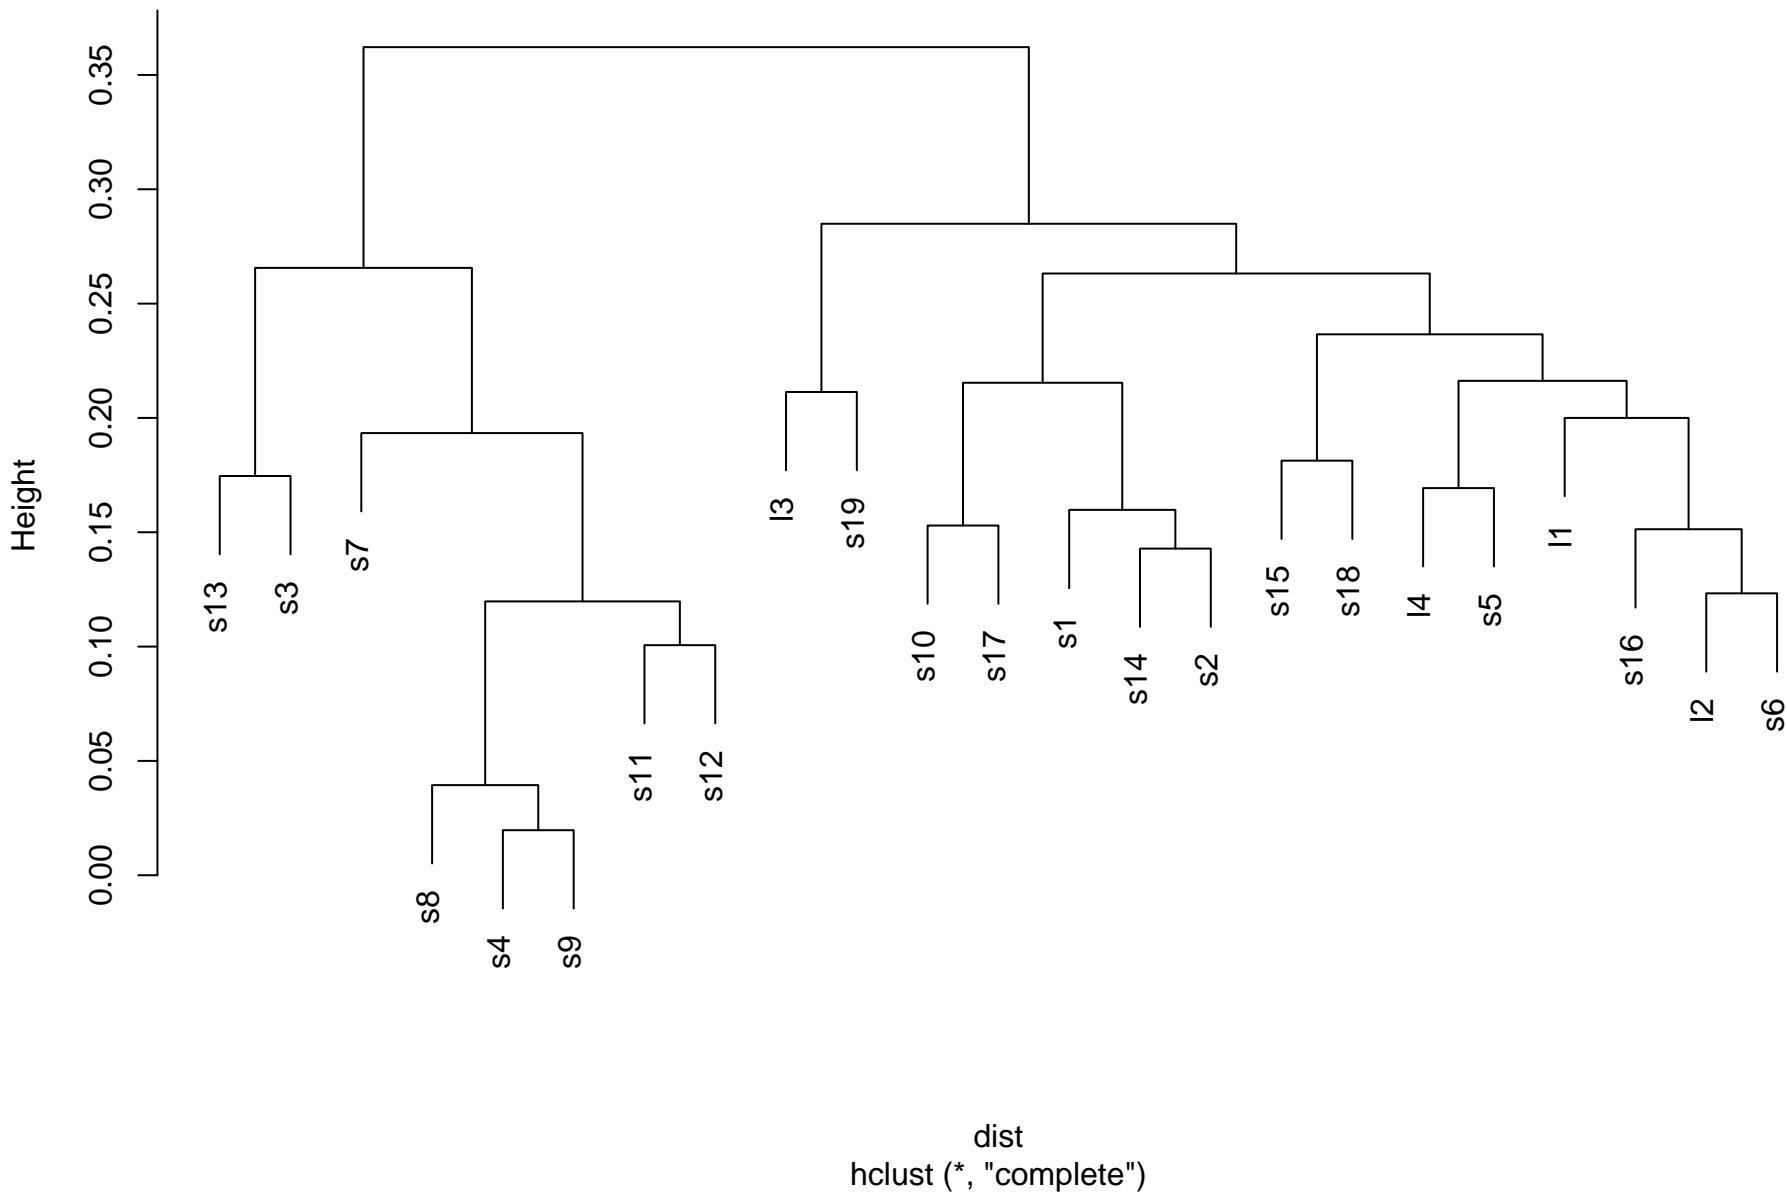 Height
0.35
0.30
0.25
0.20
0.15
0.10
0.05
0.00
s13
s3
s7
s8
s4
s9
s11
s12
l3
s19
s10
s17
s1
s14
s2
s15
s18
l4
s5
l1
s16
l2
s6
dist
hclust (*, "complete")